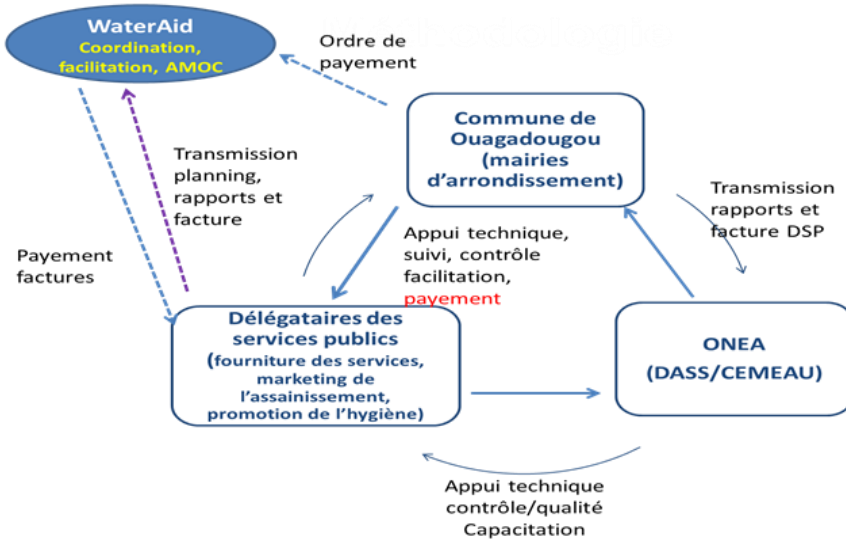 WaterAid
Coordination,
facilitation, AMOC
Ordre de
payement
Commune de
Ouagadougou
(mairies
d'arrondissement)
Transmission
planning,
rapports et
facture
Transmission
rapports et
facture DSP
Payement
factures
Appui technique,
suivi, contrôle
facilitation,
payement
Délégataires des
services publics
(fourniture des services,
marketing de
l'assainissement,
promotion de l'hygiène)
ONEA
(DASS/CEMEAU)
Appui technique
contrôle/qualité
Capacitation